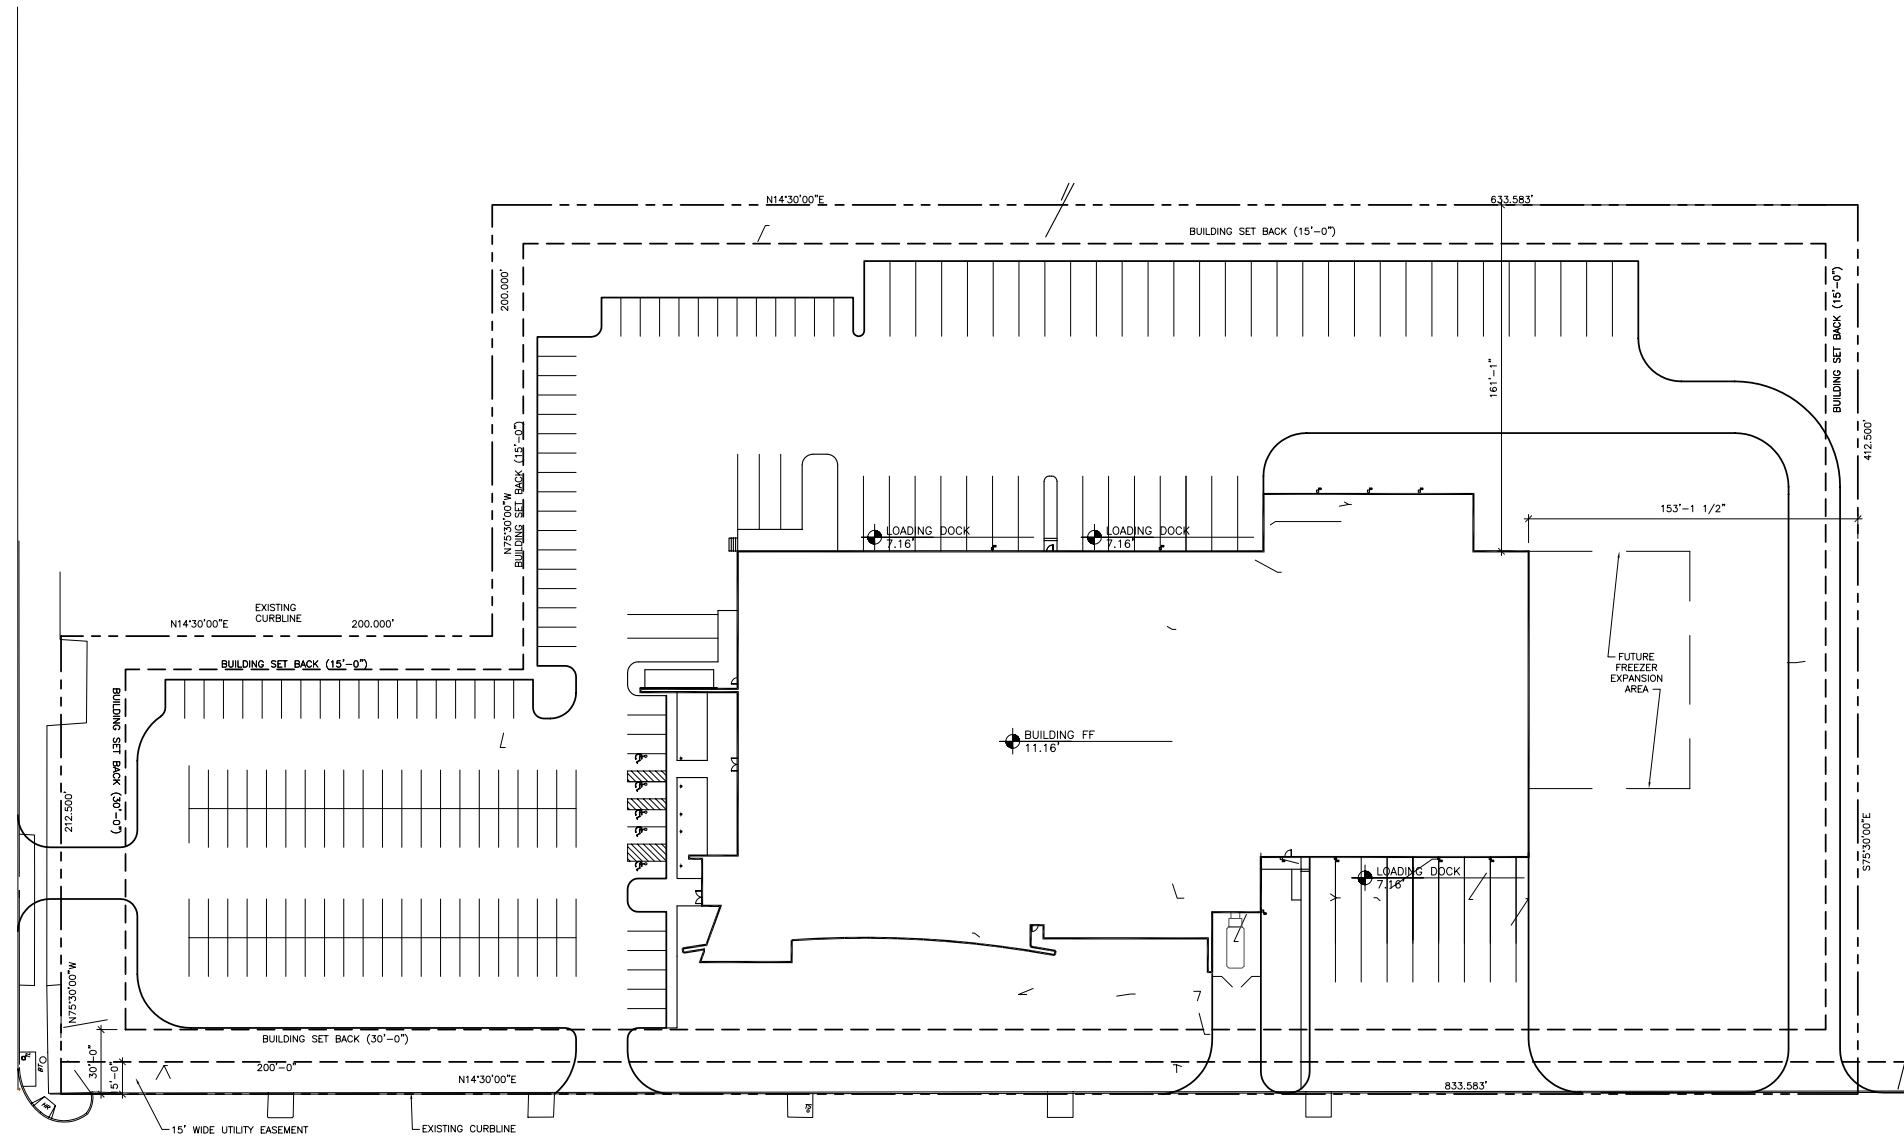 N14°30'00"E
633.583'
BUILDING SET BACK (15'-0")
200.000'
BUILDING SET BACK (15'-0")
161'-1"
412.500'
N75°30'00"W
BUILDING SET BACK (15'-0")
153'-1 1/2"
LOADING DOCK
7.16'
LOADING DOCK
7.16'
EXISTING
CURBLINE
N14°30'00"E
200.000'
BUILDING SET BACK (15'-0")
BUILDING SET BACK (30'-0")
FUTURE
FREEZER
EXPANSION
AREA
BUILDING FF
11.16'
212.500'
S75°30'00"E
LOADING DOCK
7.16'
N75°30'00"W
BUILDING SET BACK (30'-0")
30'-0"
200'-0"
N14°30'00"E
833.583'
15' WIDE UTILITY EASEMENT
EXISTING CURBLINE